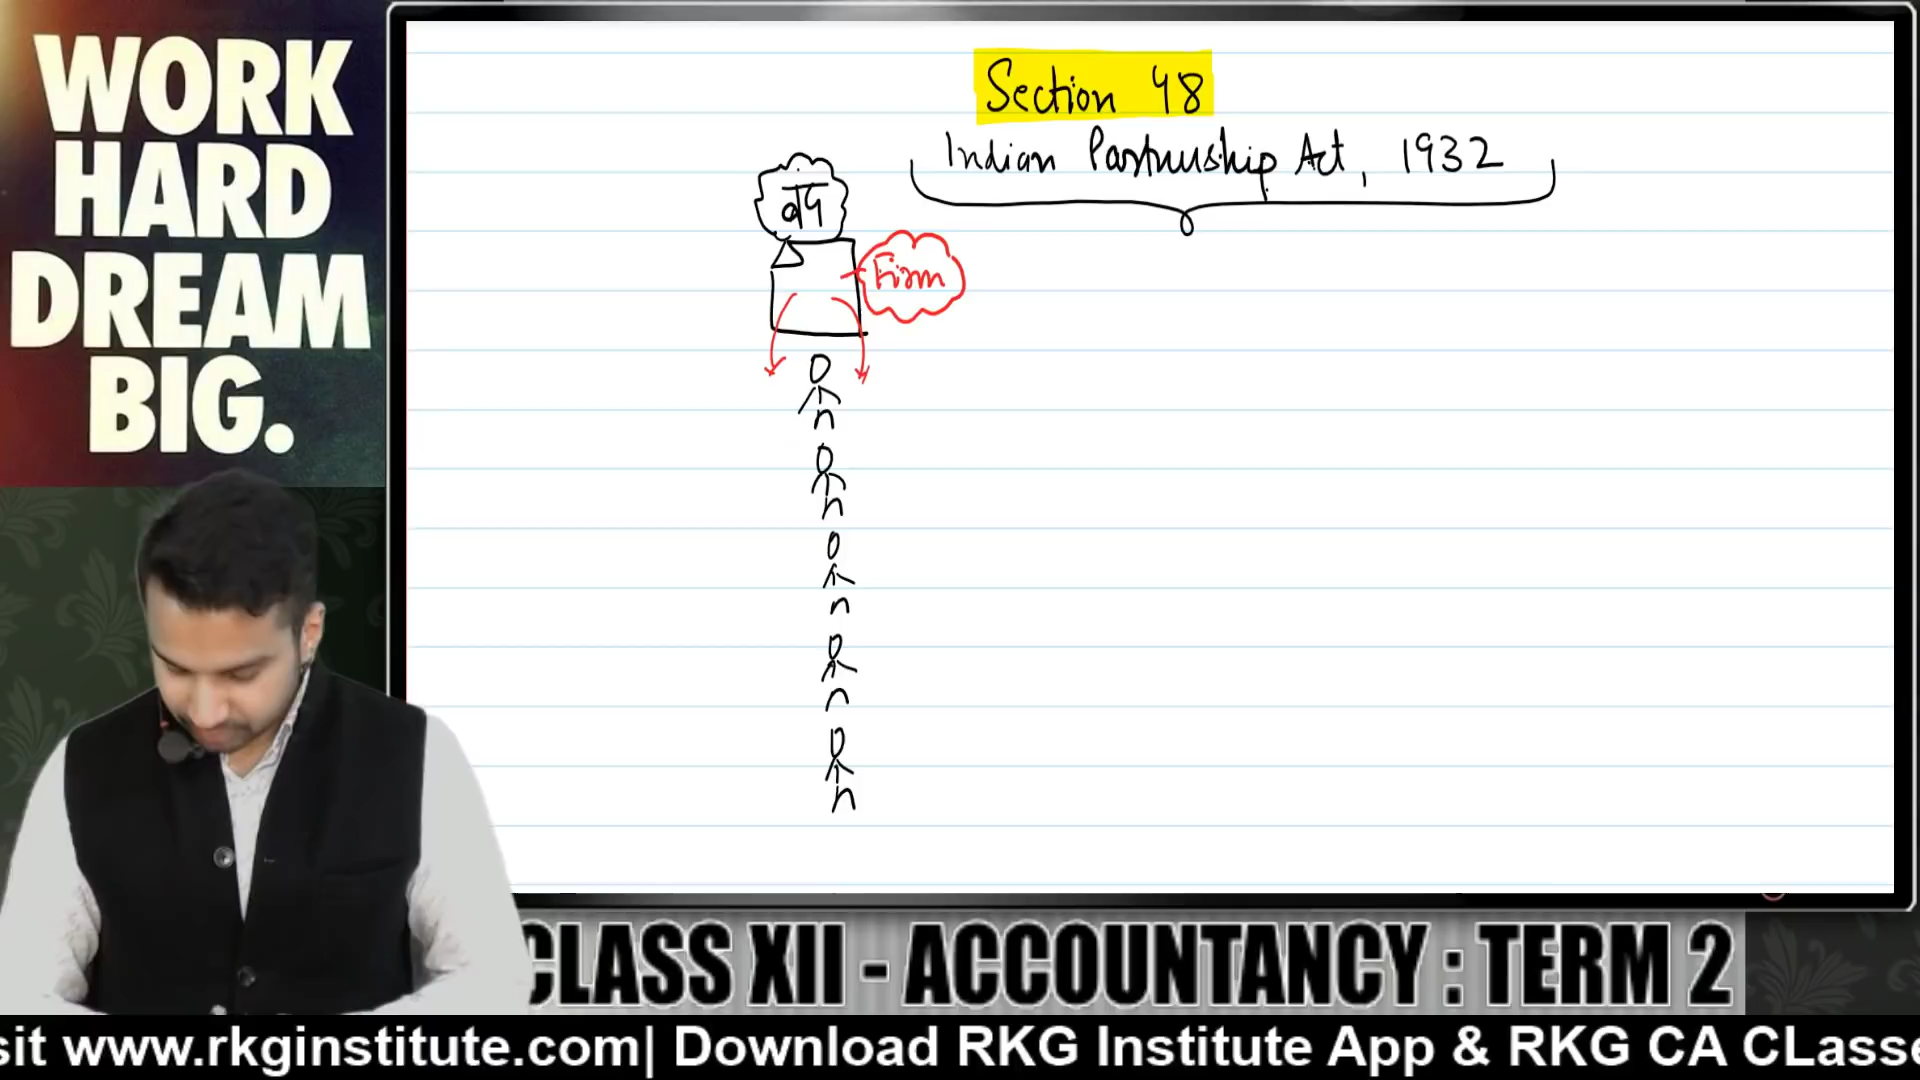 WORK
HARD
DREAM
BIG.
Section 48
Indian Partnership Act, 1932
Firm
CLASS XII - ACCOUNTANCY : TERM 2
sit www.rkginstitute.com| Download RKG Institute App & RKG CA CLasse